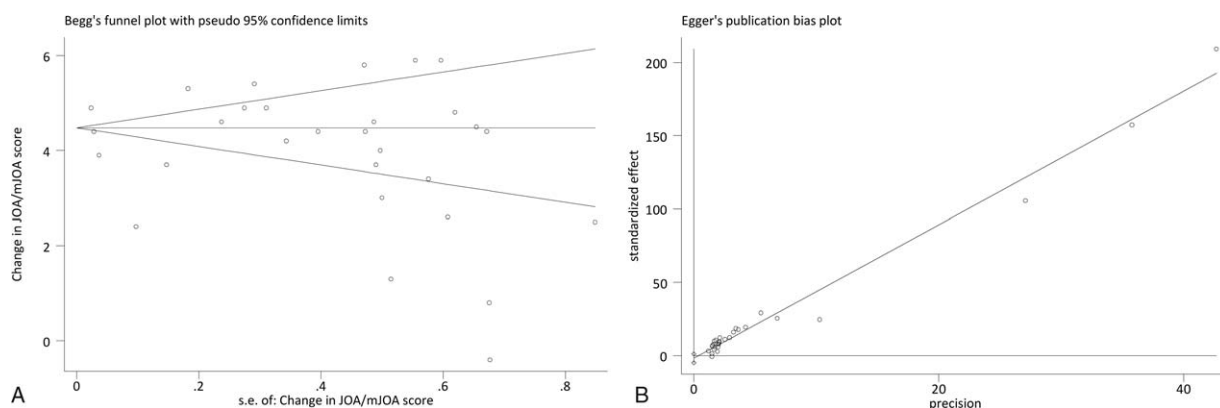 Begg's funnel plot with pseudo 95% confidence limits
Change in JOA/mJOA score
6
4
2
0
0
.2
.4
.6
.8
s.e. of: Change in JOA/mJOA score
A
Egger's publication bias plot
standardized effect
200
150
100
50
0
0
20
40
precision
B